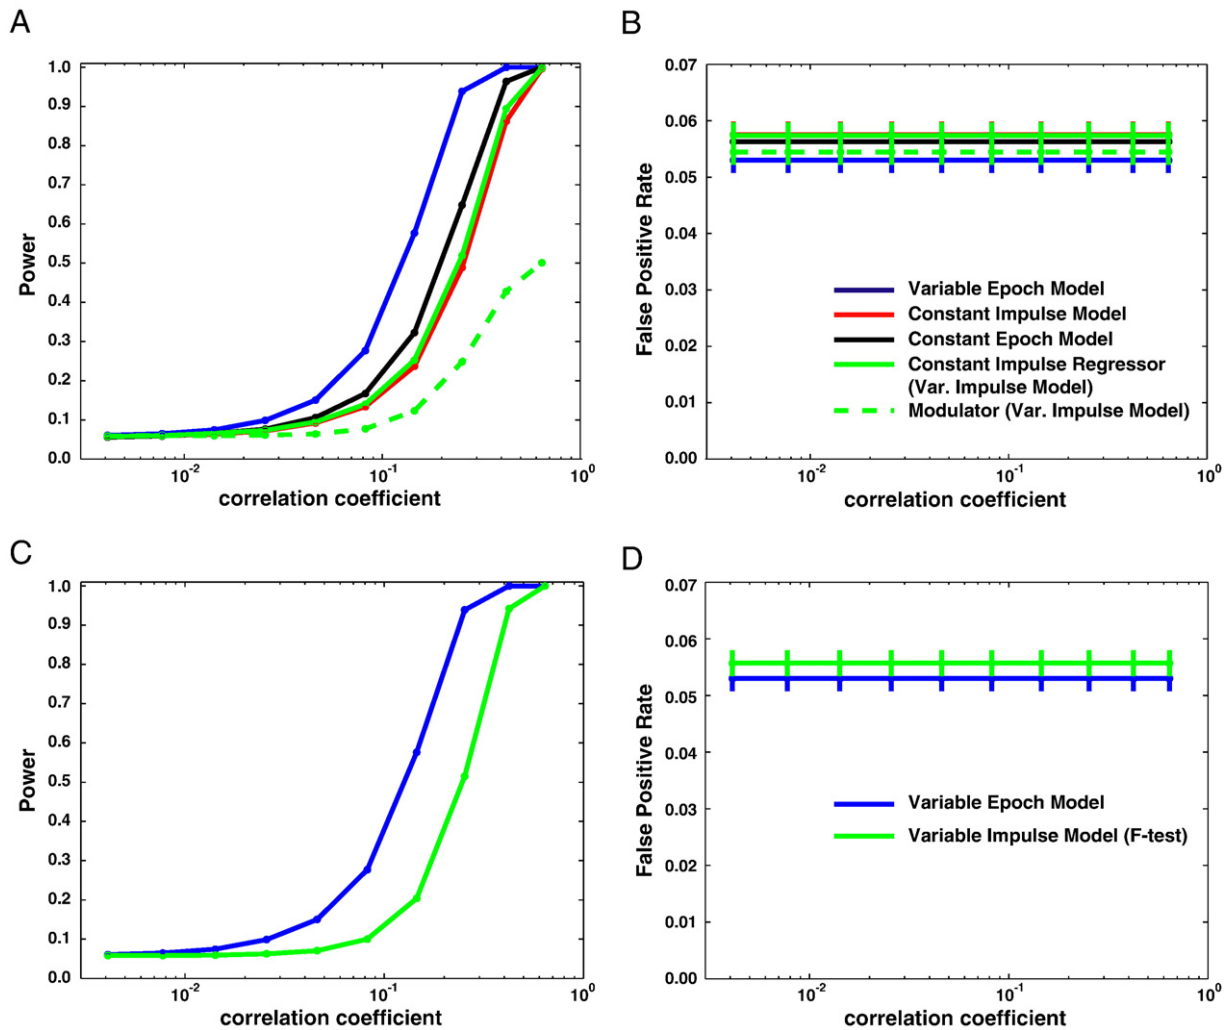 A
1.0
0.9
0.8
0.7
0.6
0.5
0.4
0.3
0.2
0.1
0.0
Power
10-2
10-1
100
correlation coefficient
B
0.07
0.06
0.05
0.04
0.03
0.02
0.01
0.00
False Positive Rate
Variable Epoch Model
Constant Impulse Model
Constant Epoch Model
Constant Impulse Regressor
(Var. Impulse Model)
Modulator (Var. Impulse Model)
10-2
10-1
100
correlation coefficient
C
1.0
0.9
0.8
0.7
0.6
0.5
0.4
0.3
0.2
0.1
0.0
Power
10-2
10-1
100
correlation coefficient
D
0.07
0.06
0.05
0.04
0.03
0.02
0.01
0.00
False Positive Rate
Variable Epoch Model
Variable Impulse Model (F-test)
10-2
10-1
100
correlation coefficient